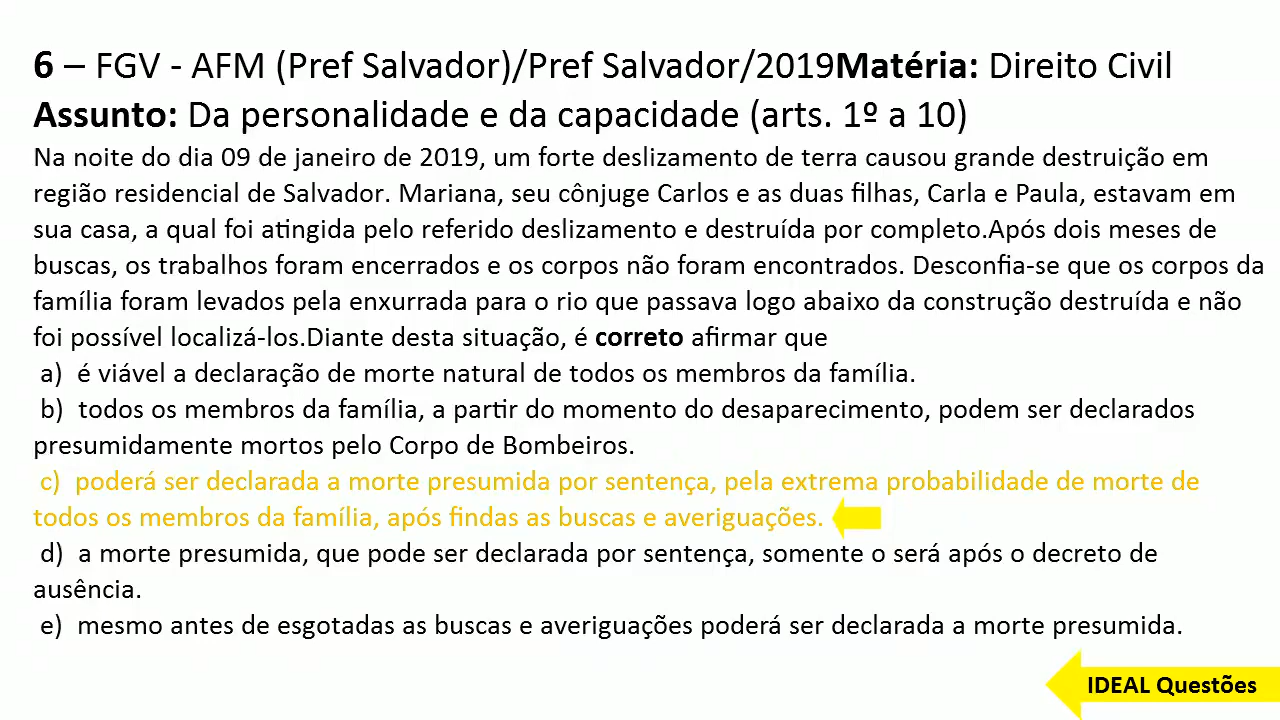 6 – FGV - AFM (Pref Salvador)/Pref Salvador/2019Matéria: Direito Civil
Assunto: Da personalidade e da capacidade (arts. 1º a 10)
Na noite do dia 09 de janeiro de 2019, um forte deslizamento de terra causou grande destruição em
região residencial de Salvador. Mariana, seu cônjuge Carlos e as duas filhas, Carla e Paula, estavam em
sua casa, a qual foi atingida pelo referido deslizamento e destruída por completo.Após dois meses de
buscas, os trabalhos foram encerrados e os corpos não foram encontrados. Desconfia-se que os corpos da
família foram levados pela enxurrada para o rio que passava logo abaixo da construção destruída e não
foi possível localizá-los.Diante desta situação, é correto afirmar que
a) é viável a declaração de morte natural de todos os membros da família.
b) todos os membros da família, a partir do momento do desaparecimento, podem ser declarados
presumidamente mortos pelo Corpo de Bombeiros.
c) poderá ser declarada a morte presumida por sentença, pela extrema probabilidade de morte de
todos os membros da família, após findas as buscas e averiguações.
d) a morte presumida, que pode ser declarada por sentença, somente o será após o decreto de
ausência.
e) mesmo antes de esgotadas as buscas e averiguações poderá ser declarada a morte presumida.
IDEAL Questões